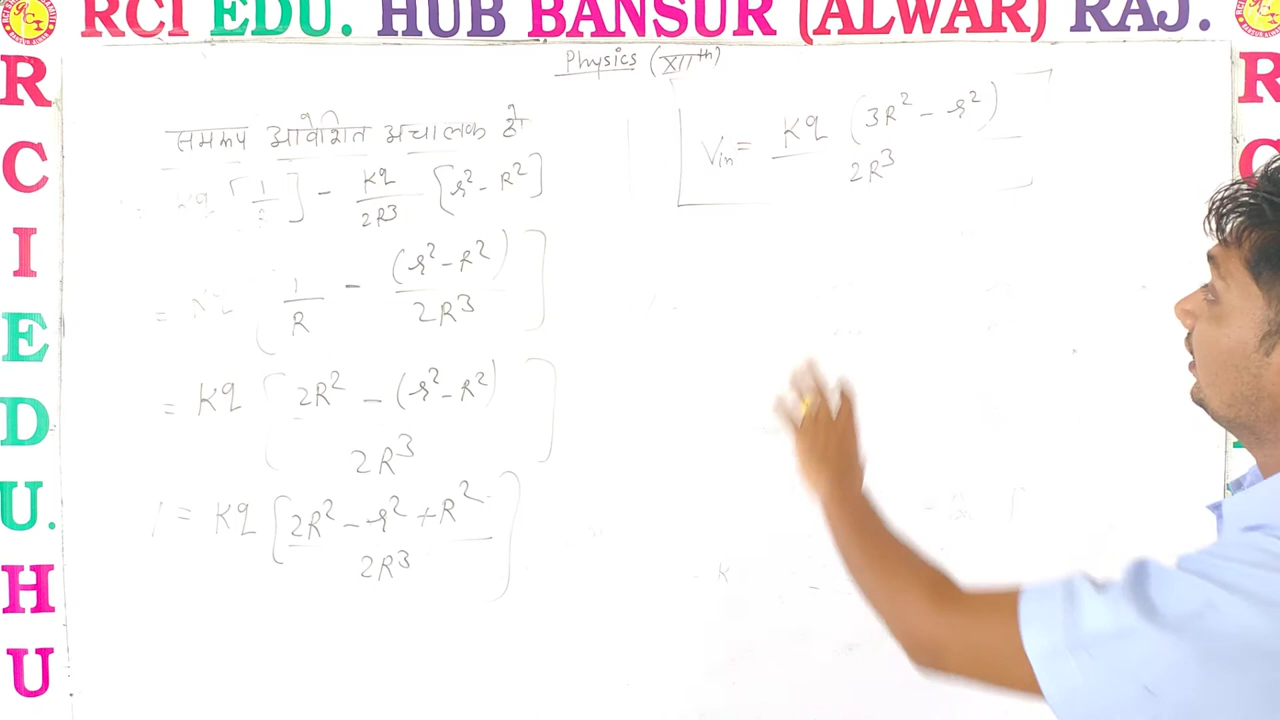 RCI EDU. HUB BANSUR (ALWAR) RAJ.
R
C
I
E
D
U.
H
U
Physics (XIIth)
समरूप आवेशित अचालक
= Kq [1/] - Kq/2R³ [r² - R²]
= [1/R - (r² - R²)/2R³]
= Kq [2R² - (r² - R²)/2R³]
= Kq [2R² - r² + R²/2R³]
Vin = Kq (3R² - r²)/2R³
R
C